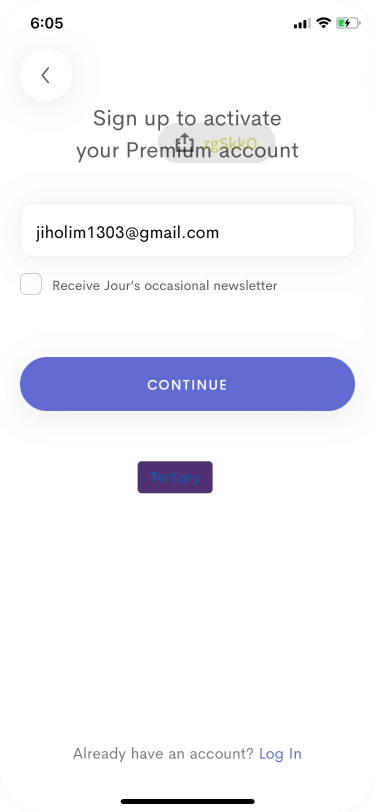 6:05
Sign up to activate
your Premium account
zgSkkO
jiholim1303@gmail.com
Receive Jour's occasional newsletter
CONTINUE
Tertiary
Already have an account? Log In